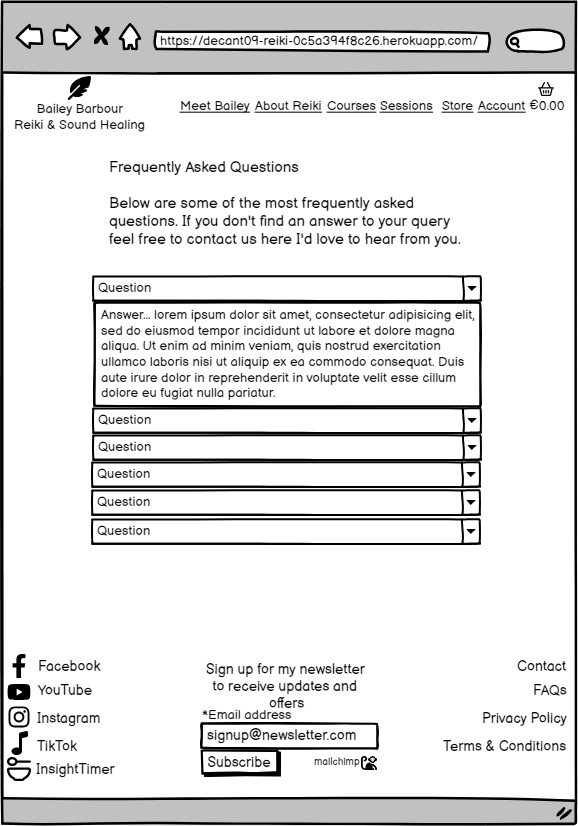 https://decant09-reiki-0c5a394f8c26.herokuapp.com/
Bailey Barbour
Reiki & Sound Healing
Meet Bailey About Reiki Courses Sessions Store Account €0.00
Frequently Asked Questions
Below are some of the most frequently asked
questions. If you don't find an answer to your query
feel free to contact us here I'd love to hear from you.
Question
Answer... lorem ipsum dolor sit amet, consectetur adipisicing elit,
sed do eiusmod tempor incididunt ut labore et dolore magna
aliqua. Ut enim ad minim veniam, quis nostrud exercitation
ullamco laboris nisi ut aliquip ex ea commodo consequat. Duis
aute irure dolor in reprehenderit in voluptate velit esse cillum
dolore eu fugiat nulla pariatur.
Question
Question
Question
Question
Question
Facebook
YouTube
Instagram
TikTok
InsightTimer
Sign up for my newsletter
to receive updates and
offers
*Email address
signup@newsletter.com
Subscribe
mailchimp
Contact
FAQs
Privacy Policy
Terms & Conditions